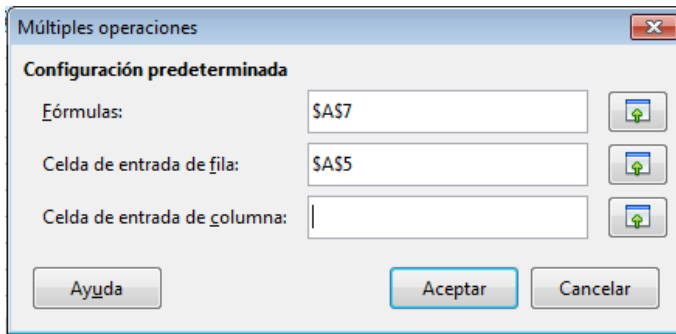 Múltiples operaciones
Configuración predeterminada
Fórmulas: $A$7
Celda de entrada de fila: $A$5
Celda de entrada de columna:
Ayuda Aceptar Cancelar